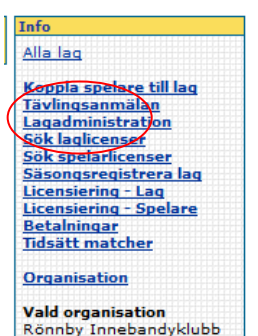 Info
Alla lag
Koppla spelare till lag
Tävlingsanmälan
Lagadministration
Sök laglicenser
Sök spelarlicenser
Säsongsregistrera lag
Licensiering - Lag
Licensiering - Spelare
Betalningar
Tidsätt matcher
Organisation
Vald organisation
Rönnby Innebandyklubb